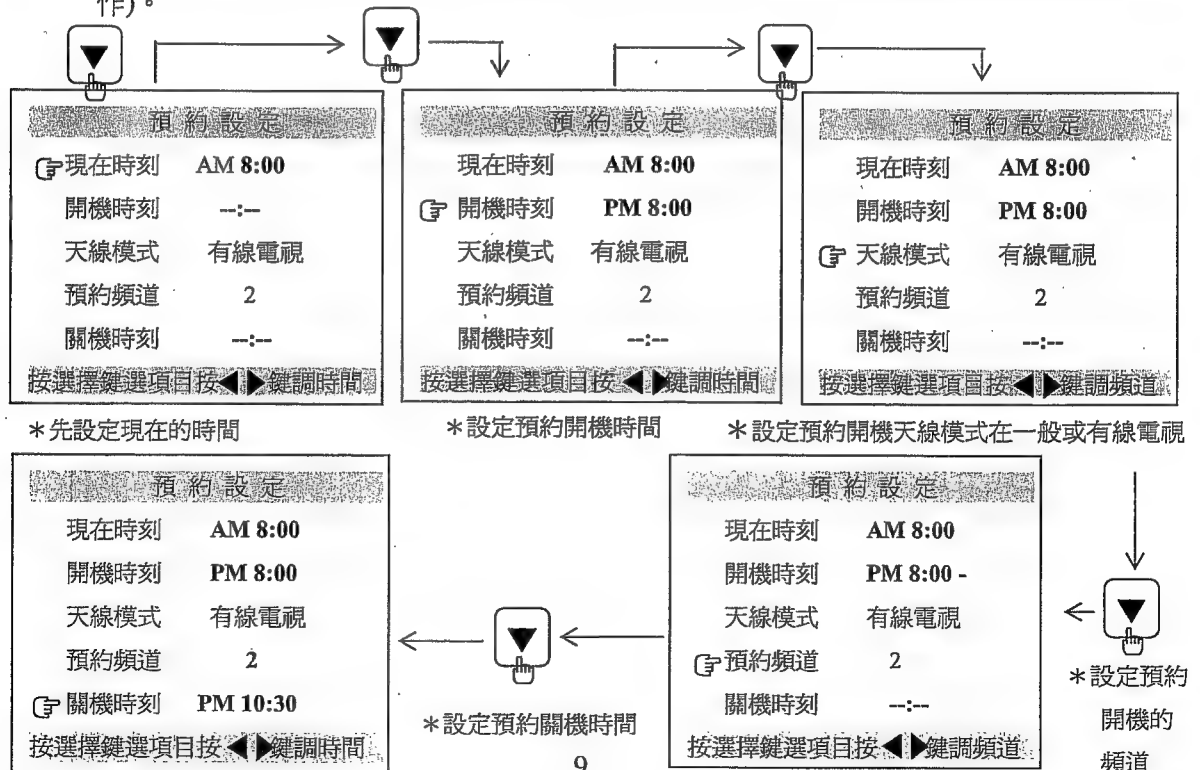 作)。
預約設定
現在時刻 AM 8:00
開機時刻 --:--
天線模式 有線電視
預約頻道 2
關機時刻 --:--
按選擇鍵選項目按◀▶鍵調時間
*先設定現在的時間
預約設定
現在時刻 AM 8:00
開機時刻 PM 8:00
天線模式 有線電視
預約頻道 2
關機時刻 --:--
按選擇鍵選項目按◀▶鍵調時間
*設定預約開機時間
預約設定
現在時刻 AM 8:00
開機時刻 PM 8:00
天線模式 有線電視
預約頻道 2
關機時刻 --:--
按選擇鍵選項目按◀▶鍵調頻道
*設定預約開機天線模式在一般或有線電視
*設定預約
開機的
頻道
預約設定
現在時刻 AM 8:00
開機時刻 PM 8:00 -
天線模式 有線電視
預約頻道 2
關機時刻 --:--
按選擇鍵選項目按◀▶鍵調頻道
*設定預約關機時間
預約設定
現在時刻 AM 8:00
開機時刻 PM 8:00
天線模式 有線電視
預約頻道 2
關機時刻 PM 10:30
按選擇鍵選項目按◀▶鍵調時間
9